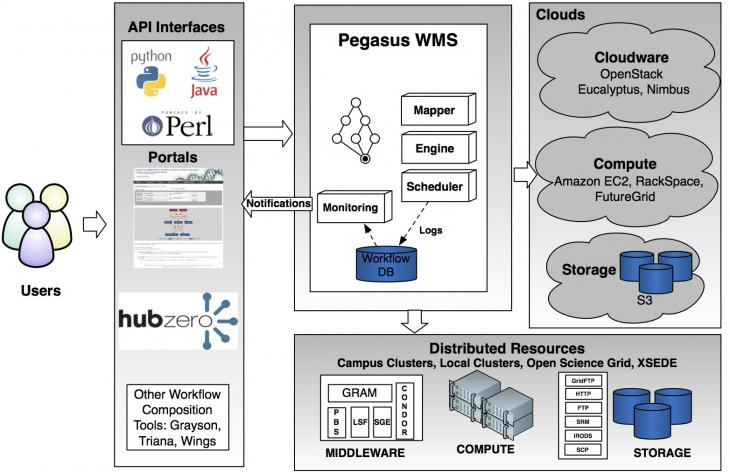 API Interfaces
python
Java
POWERED BY
Perl
Portals
Users
hubzero
Other Workflow
Composition
Tools: Grayson,
Triana, Wings
Notifications
Pegasus WMS
Mapper
Engine
Scheduler
Monitoring
Logs
Workflow
DB
Clouds
Cloudware
OpenStack
Eucalyptus, Nimbus
Compute
Amazon EC2, RackSpace,
FutureGrid
Storage
S3
Distributed Resources
Campus Clusters, Local Clusters, Open Science Grid, XSEDE
GRAM
PBS
LSF
SGE
CONDOR
MIDDLEWARE
COMPUTE
GridFTP
HTTP
FTP
SRM
IRODS
SCP
STORAGE